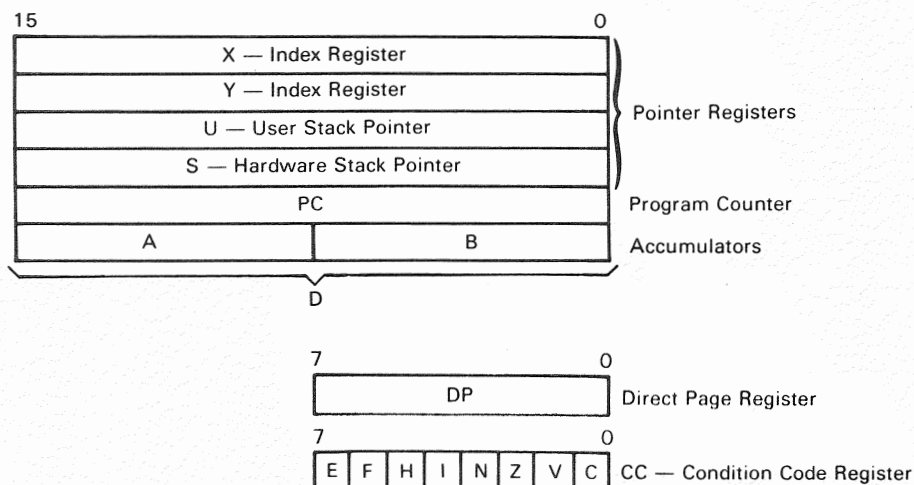 15 0
X — Index Register
Y — Index Register
U — User Stack Pointer
S — Hardware Stack Pointer
Pointer Registers
PC Program Counter
A B Accumulators
D
7 0
DP Direct Page Register
7 0
E F H I N Z V C CC — Condition Code Register